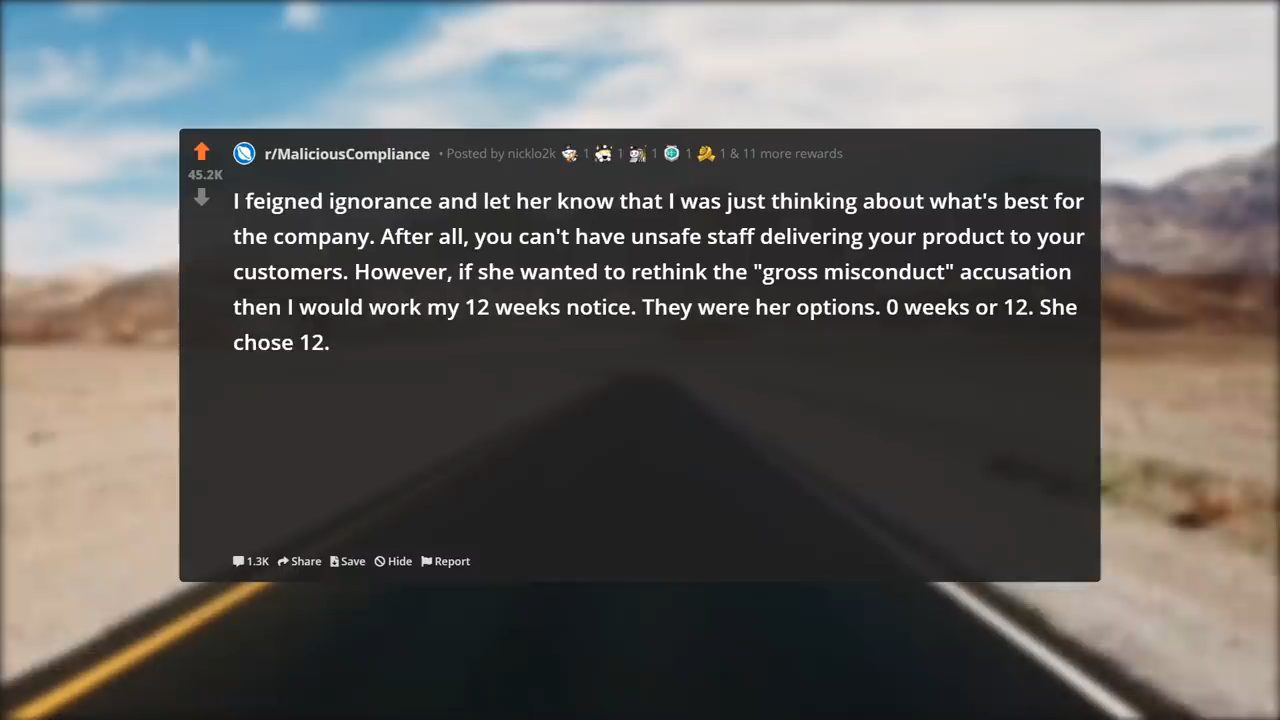 r/MaliciousCompliance • Posted by nicklo2k 1 1 1 1 1 & 11 more rewards
45.2K
I feigned ignorance and let her know that I was just thinking about what's best for
the company. After all, you can't have unsafe staff delivering your product to your
customers. However, if she wanted to rethink the "gross misconduct" accusation
then I would work my 12 weeks notice. They were her options. 0 weeks or 12. She
chose 12.
1.3K Share Save Hide Report